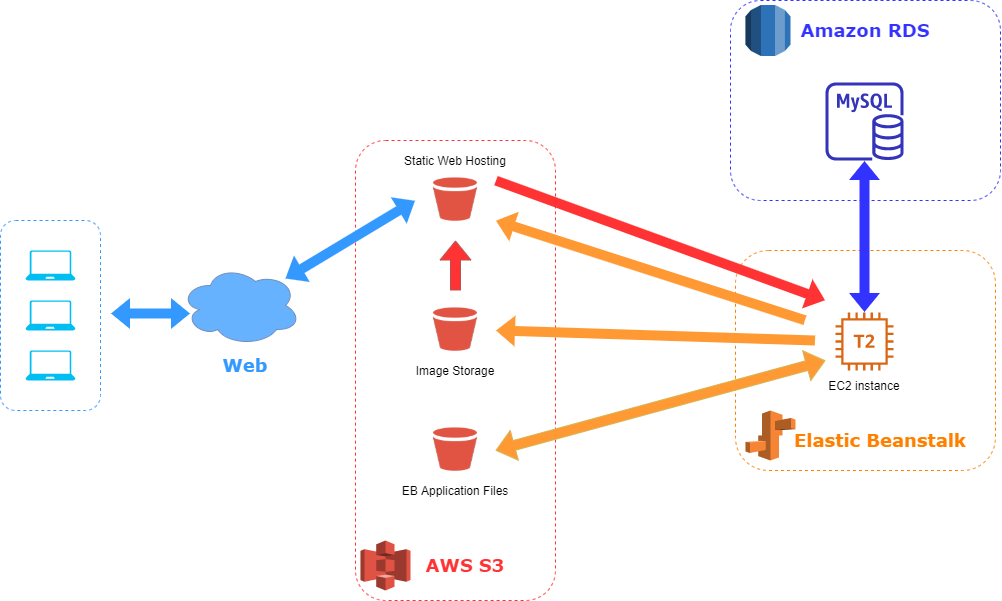 Amazon RDS
MySQL
Static Web Hosting
Web
Image Storage
T2
EC2 instance
Elastic Beanstalk
EB Application Files
AWS S3